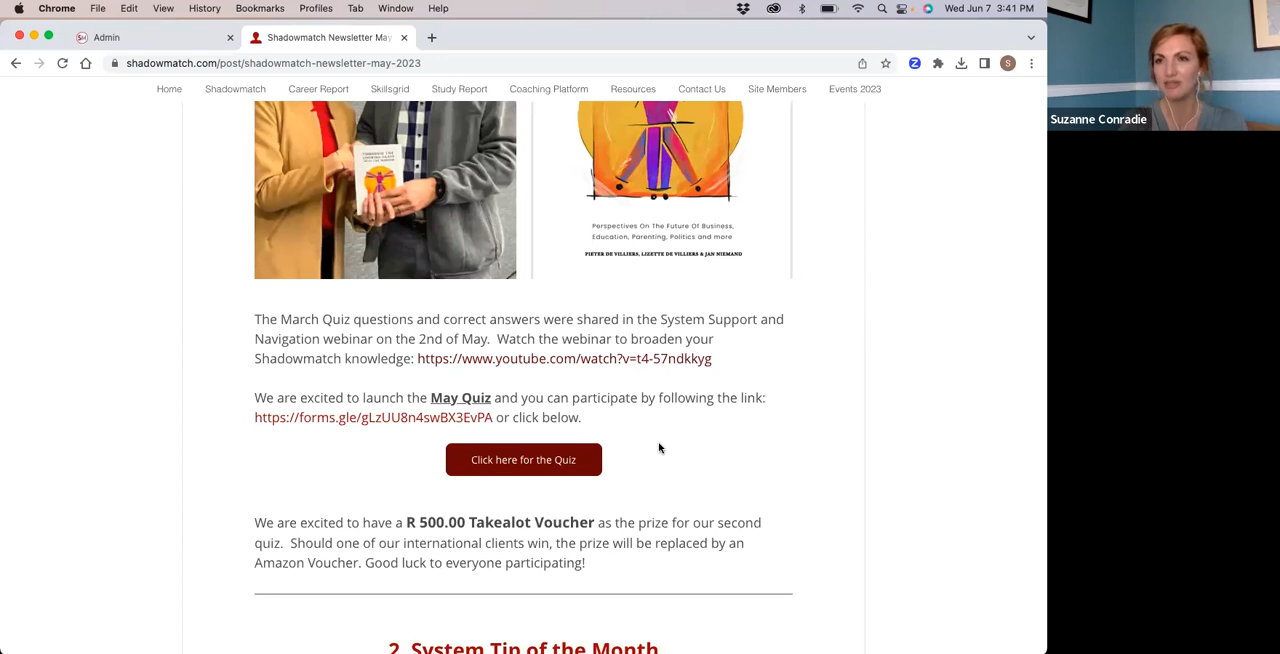 Chrome File Edit View History Bookmarks Profiles Tab Window Help Wed Jun 7 3:41 PM
Admin Shadowmatch Newsletter May
shadowmatch.com/post/shadowmatch-newsletter-may-2023
Home Shadowmatch Career Report Skillsgrid Study Report Coaching Platform Resources Contact Us Site Members Events 2023
Perspectives On The Future Of Business,
Education, Parenting, Politics and more
PIETER DE VILLIERS, LIZETTE DE VILLIERS & JAN NIEMAND
The March Quiz questions and correct answers were shared in the System Support and
Navigation webinar on the 2nd of May. Watch the webinar to broaden your
Shadowmatch knowledge: https://www.youtube.com/watch?v=t4-57ndkkyg
We are excited to launch the May Quiz and you can participate by following the link:
https://forms.gle/gLzUU8n4swBX3EvPA or click below.
Click here for the Quiz
We are excited to have a R 500.00 Takealot Voucher as the prize for our second
quiz. Should one of our international clients win, the prize will be replaced by an
Amazon Voucher. Good luck to everyone participating!
2. System Tip of the Month
Suzanne Conradie